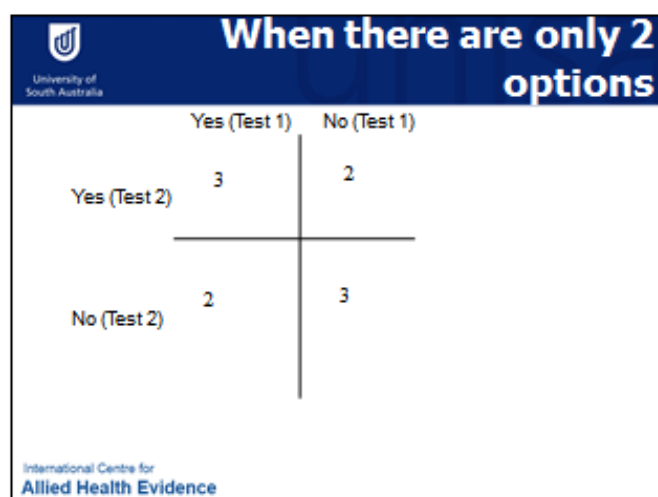 When there are only 2
options
University of
South Australia
Yes (Test 1) No (Test 1)
Yes (Test 2) 3 2
No (Test 2) 2 3
International Centre for
Allied Health Evidence